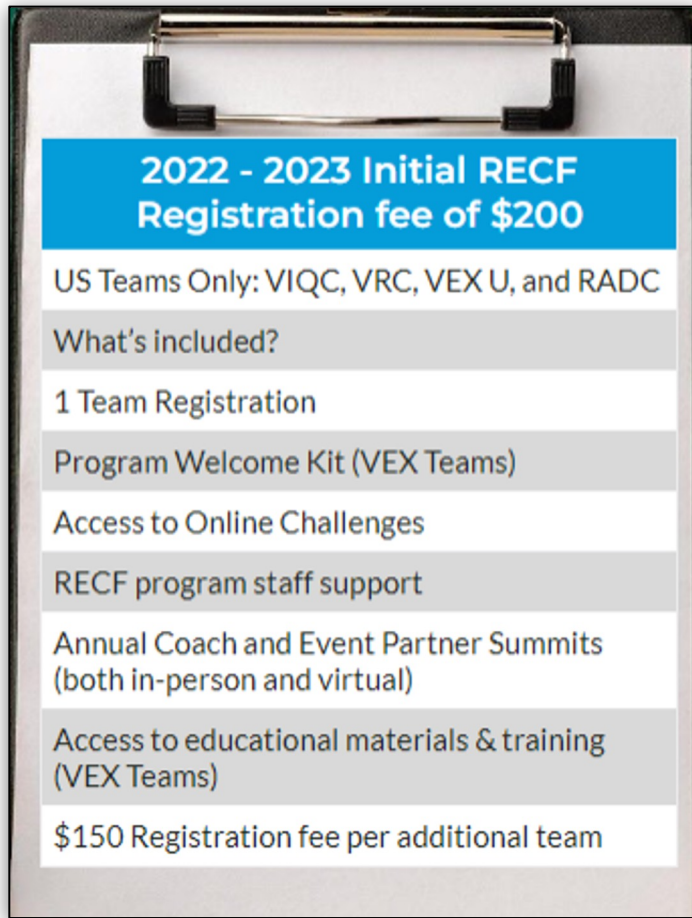 2022 - 2023 Initial RECF
Registration fee of $200
US Teams Only: VIQC, VRC, VEX U, and RADC
What's included?
1 Team Registration
Program Welcome Kit (VEX Teams)
Access to Online Challenges
RECF program staff support
Annual Coach and Event Partner Summits
(both in-person and virtual)
Access to educational materials & training
(VEX Teams)
$150 Registration fee per additional team